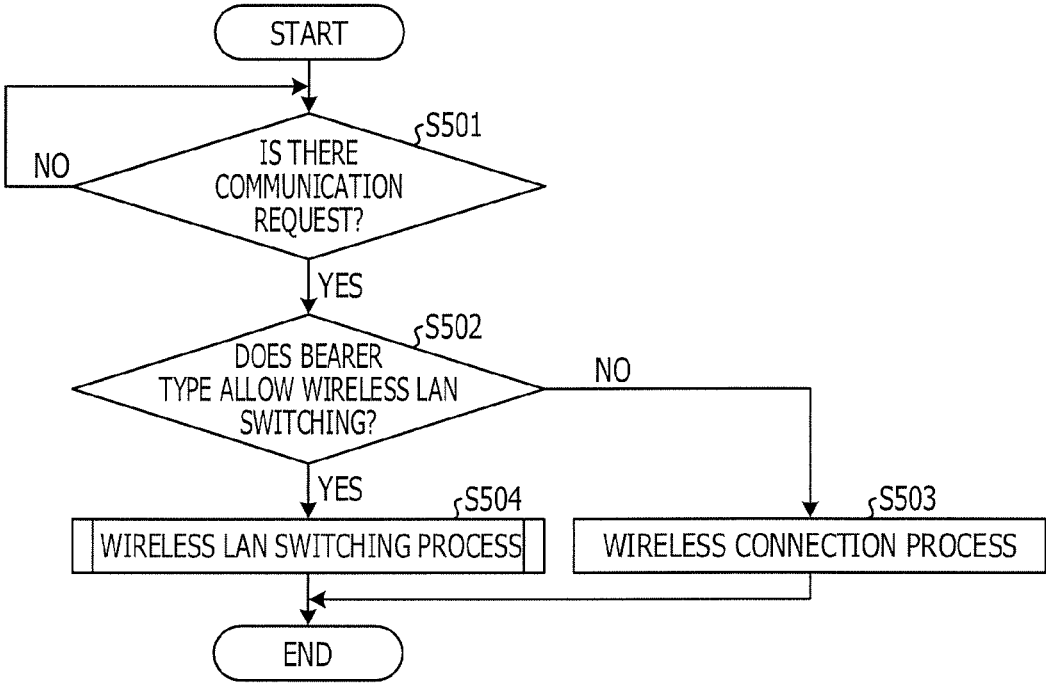 START
S501
IS THERE
COMMUNICATION
REQUEST?
NO
YES
S502
DOES BEARER
TYPE ALLOW WIRELESS LAN
SWITCHING?
NO
YES
S504
WIRELESS LAN SWITCHING PROCESS
S503
WIRELESS CONNECTION PROCESS
END